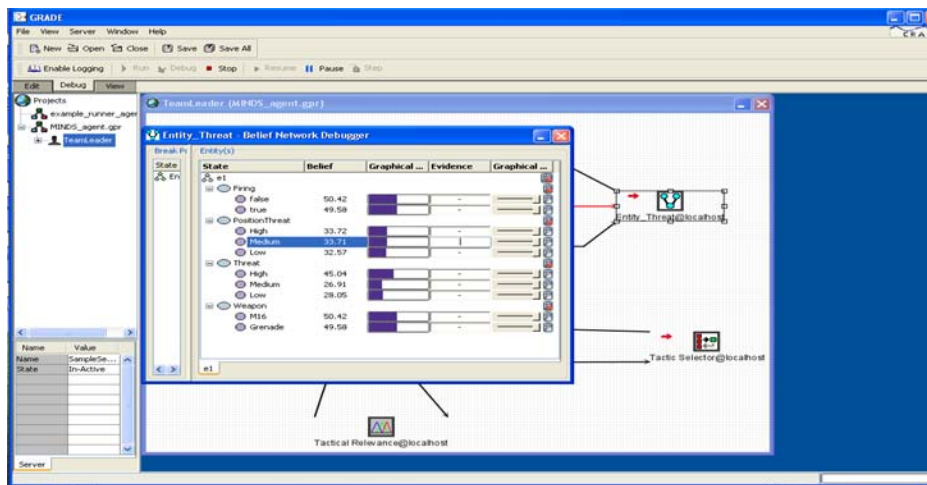 GRADE
File View Server Window Help
CRA
New Open Close Save Save All
Enable Logging Run Debug Stop Resume Pause Step
Edit Debug View
Projects
example_runner_agen
MINDS_agent.gpr
TeamLeader
TeamLeader (MINDS_agent.gpr)
Entity_Threat - Belief Network Debugger
Break Po Entity(s)
State
En
State Belief Graphical ... Evidence Graphical ...
e1
Firing
false 50.42 -
true 49.58 -
PositionThreat
High 33.72 -
Medium 33.71
Low 32.57 -
Threat
High 45.04 -
Medium 26.91 -
Low 28.05 -
Weapon
M16 50.42 -
Grenade 49.58 -
e1
Entity_Threat@localhost
Tactic Selector@localhost
Tactical Relevance@localhost
Name Value
Name SampleSe...
State In-Active
Server